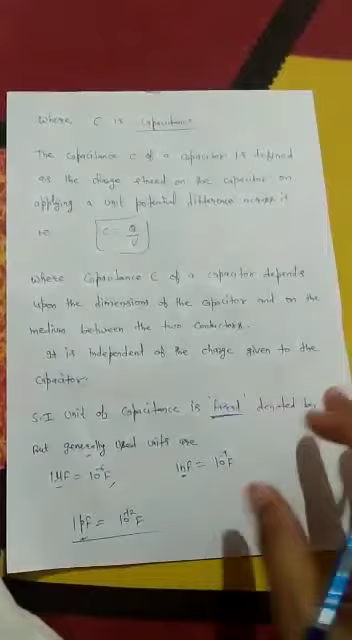 Where C is Capacitance
The Capacitance C of a capacitor is defined
as the charge stored on the capacitor on
applying a unit potential difference across it
ie C = Q/V
Where Capacitance C of a capacitor depends
upon the dimensions of the capacitor and on the
medium between the two conductors.
It is independent of the charge given to the
Capacitor.
S.I unit of Capacitance is 'farad' denoted by
But generally used units are
1μF = 10⁻⁶F, 1nF = 10⁻⁹F
1pF = 10⁻¹²F